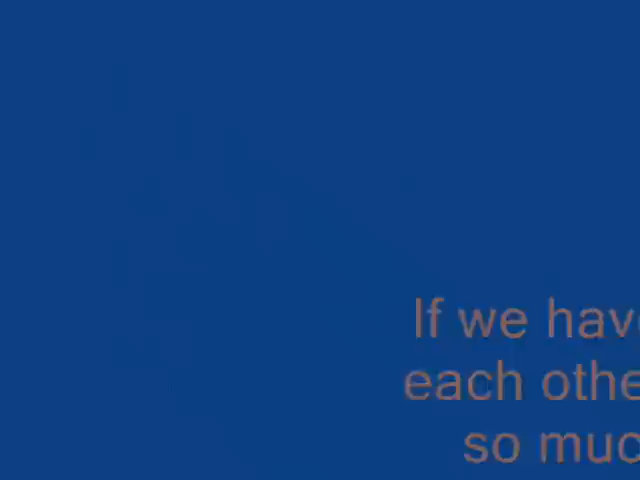 If we hav
each othe
so muc